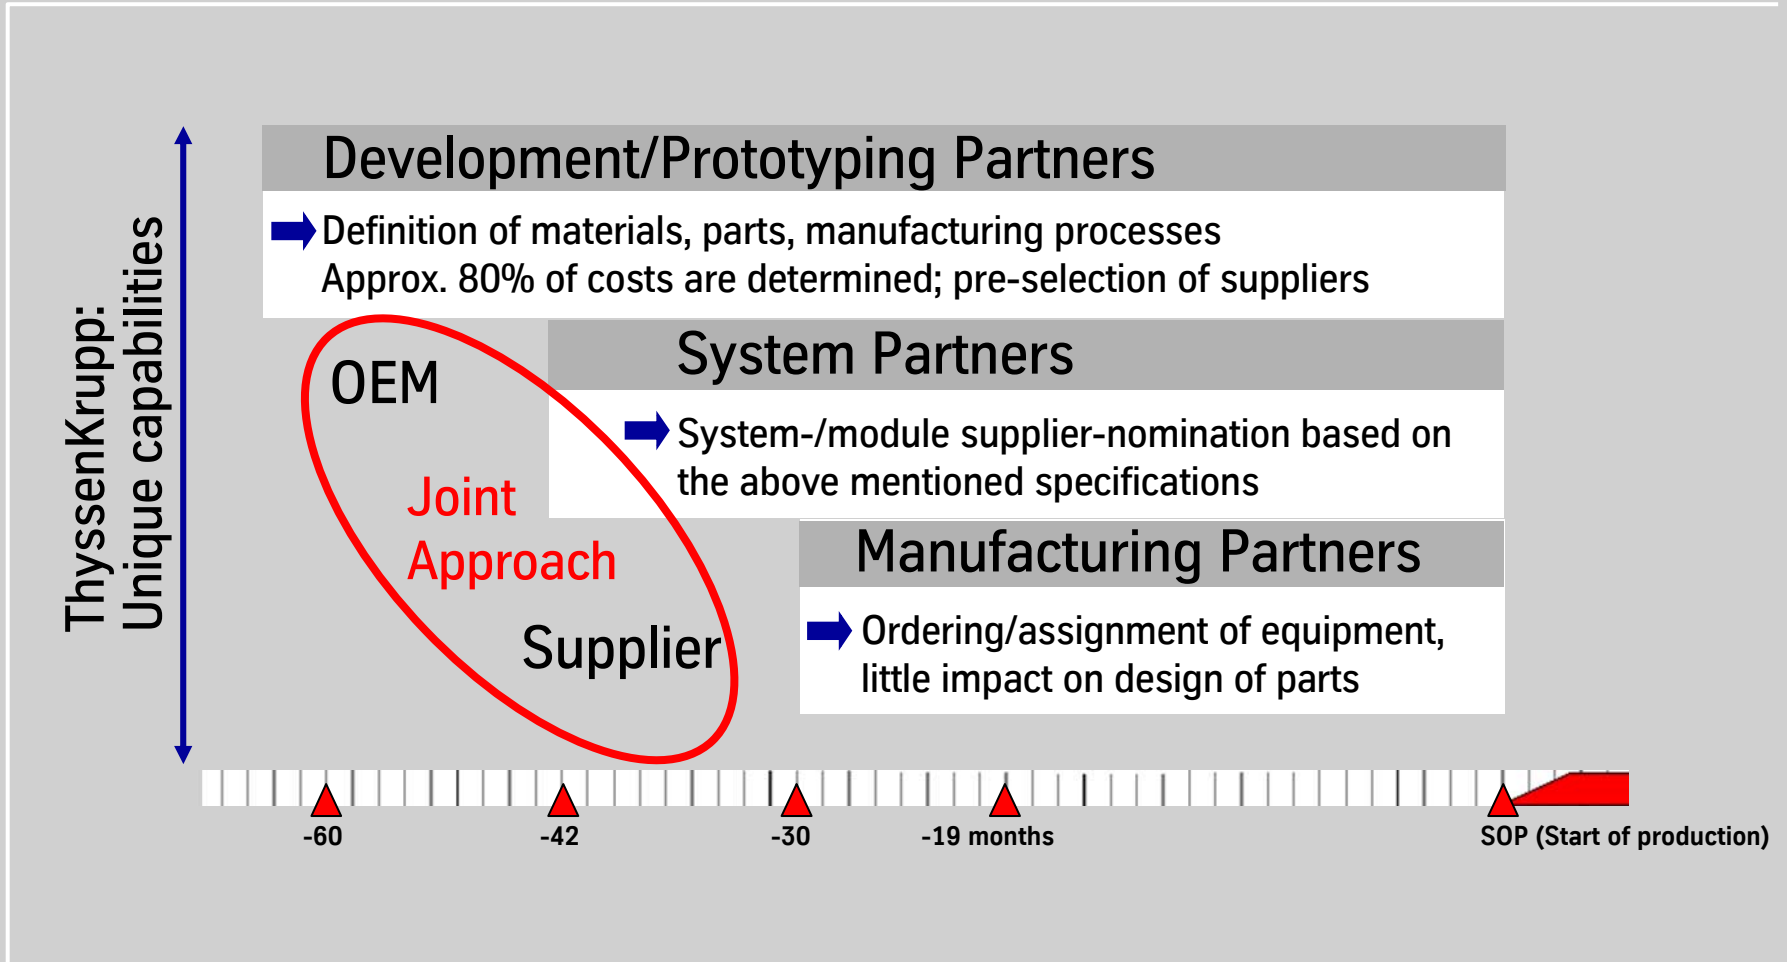 ThyssenKrupp:
Unique capabilities
Development/Prototyping Partners
Definition of materials, parts, manufacturing processes
Approx. 80% of costs are determined; pre-selection of suppliers
OEM
Joint
Approach
Supplier
System Partners
System-/module supplier-nomination based on
the above mentioned specifications
Manufacturing Partners
Ordering/assignment of equipment,
little impact on design of parts
-60
-42
-30
-19 months
SOP (Start of production)